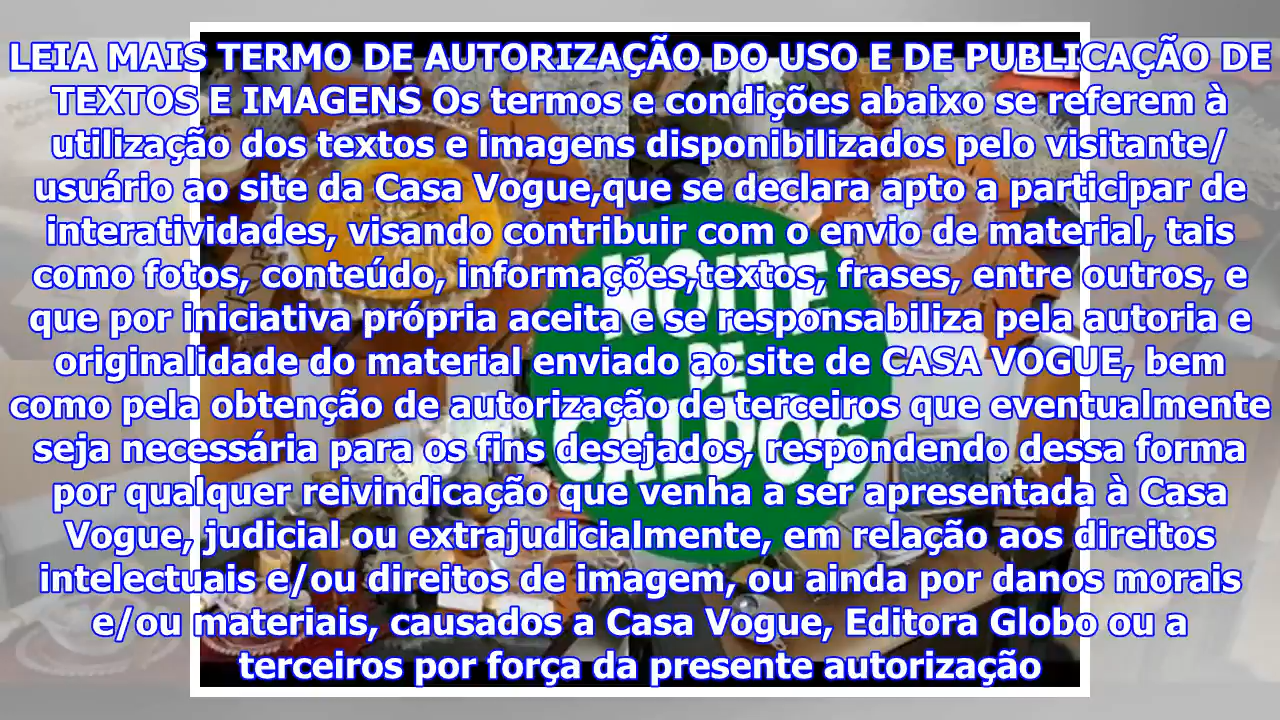 LEIA MAIS TERMO DE AUTORIZAÇÃO DO USO E DE PUBLICAÇÃO DE
TEXTOS E IMAGENS Os termos e condições abaixo se referem à
utilização dos textos e imagens disponibilizados pelo visitante/
usuário ao site da Casa Vogue,que se declara apto a participar de
interatividades, visando contribuir com o envio de material, tais
como fotos, conteúdo, informações,textos, frases, entre outros, e
que por iniciativa própria aceita e se responsabiliza pela autoria e
originalidade do material enviado ao site de CASA VOGUE, bem
como pela obtenção de autorização de terceiros que eventualmente
seja necessária para os fins desejados, respondendo dessa forma
por qualquer reivindicação que venha a ser apresentada à Casa
Vogue, judicial ou extrajudicialmente, em relação aos direitos
intelectuais e/ou direitos de imagem, ou ainda por danos morais
e/ou materiais, causados a Casa Vogue, Editora Globo ou a
terceiros por força da presente autorização
NOITE
DE
CALDOS